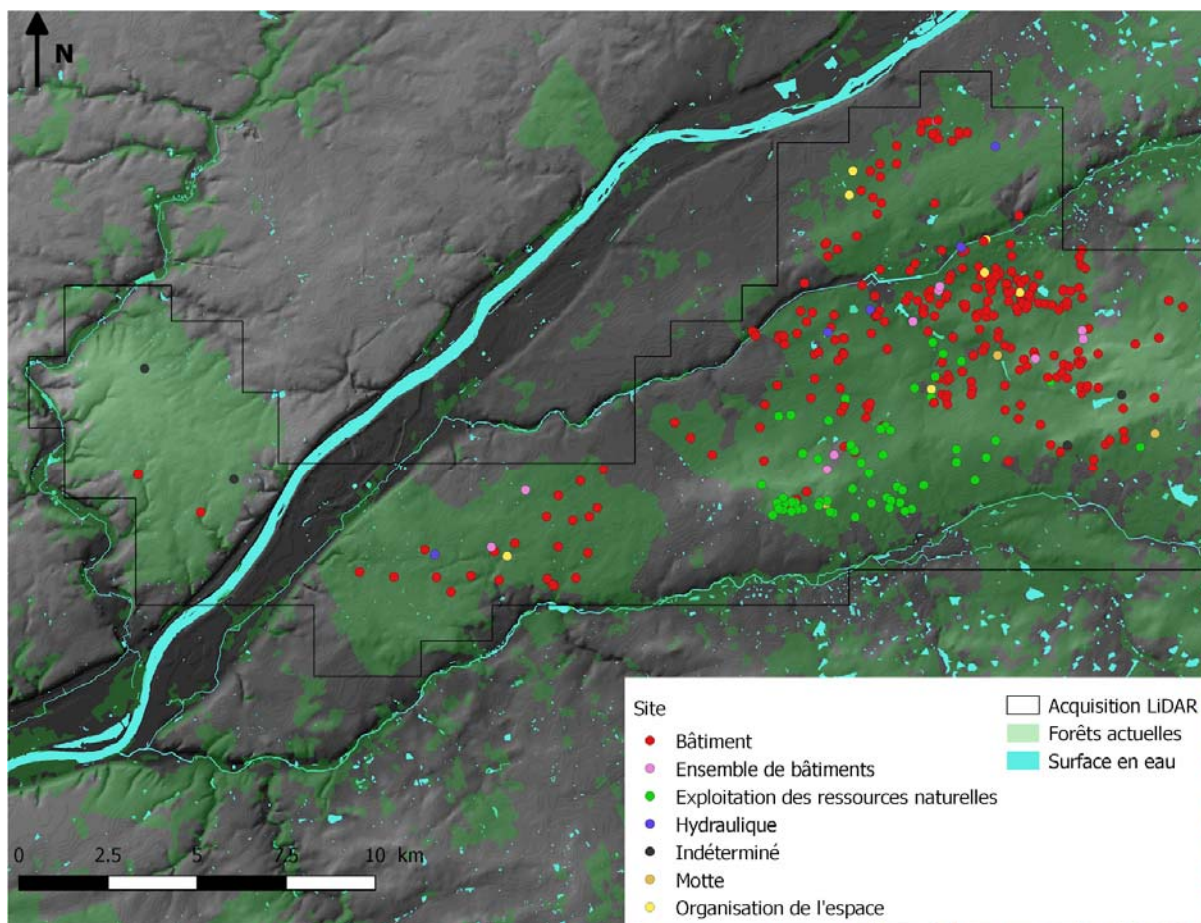 N
Site
Bâtiment
Ensemble de bâtiments
Exploitation des ressources naturelles
Hydraulique
Indéterminé
Motte
Organisation de l'espace
Acquisition LiDAR
Forêts actuelles
Surface en eau
0 2.5 5 7.5 10 km